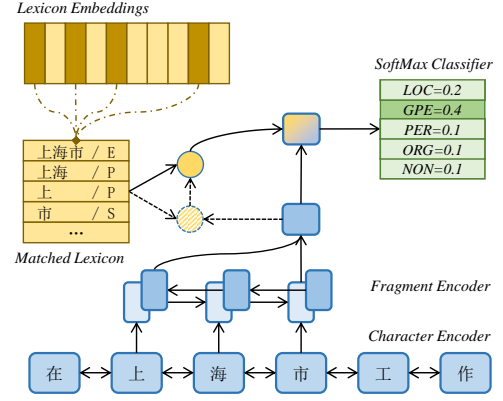 Lexicon Embeddings
SoftMax Classifier
LOC=0.2
GPE=0.4
PER=0.1
ORG=0.1
NON=0.1
上海市 / E
上海 / P
上 / P
市 / S
...
Matched Lexicon
Fragment Encoder
Character Encoder
在 上 海 市 工 作